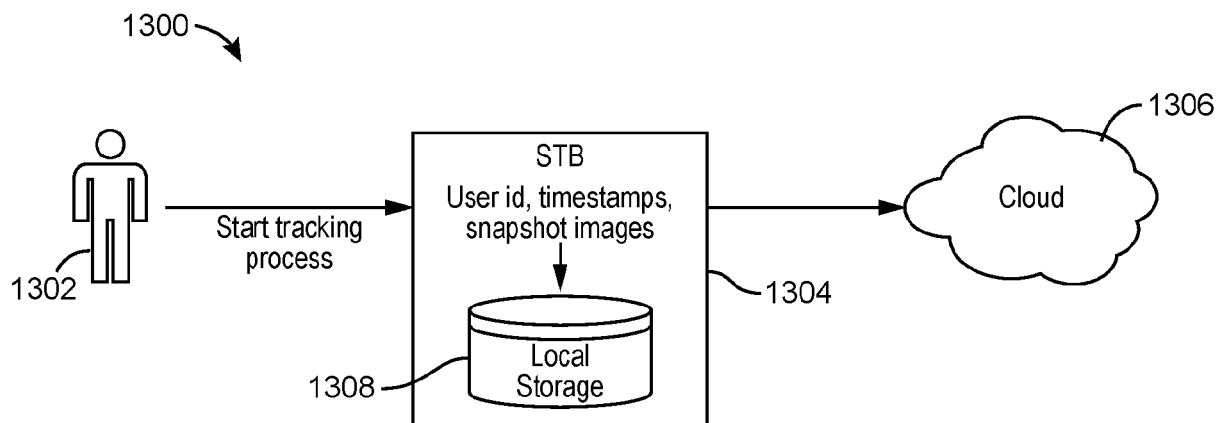 1300
1306
STB
User id, timestamps,
snapshot images
Cloud
Start tracking
process
1302
1304
Local
Storage
1308